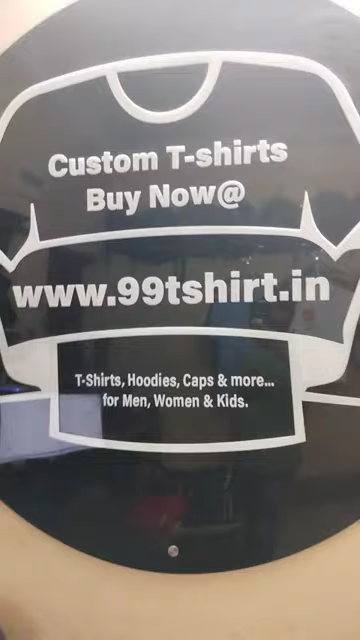 Custom T-shirts
Buy Now@
www.99tshirt.in
T-Shirts, Hoodies, Caps & more...
for Men, Women & Kids.